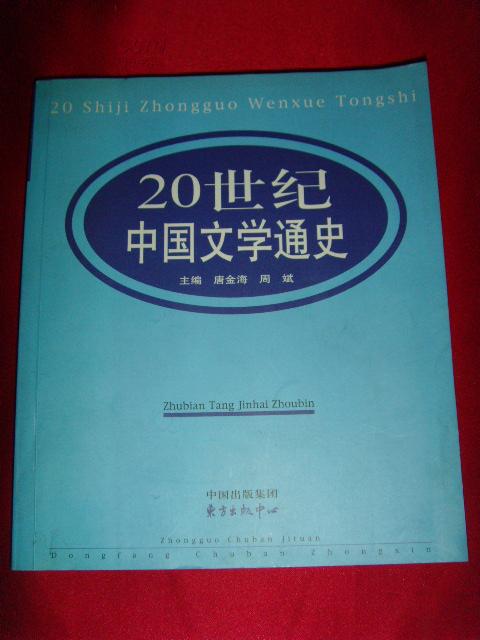 20 Shiji Zhongguo Wenxue Tongshi
20世纪
中国文学通史
主编 唐金海 周 斌
Zhubian Tang Jinhai Zhoubin
中国出版集团
东方出版中心
Zhongguo Chuban Jituan
Dongfang Chuban Zhongxin